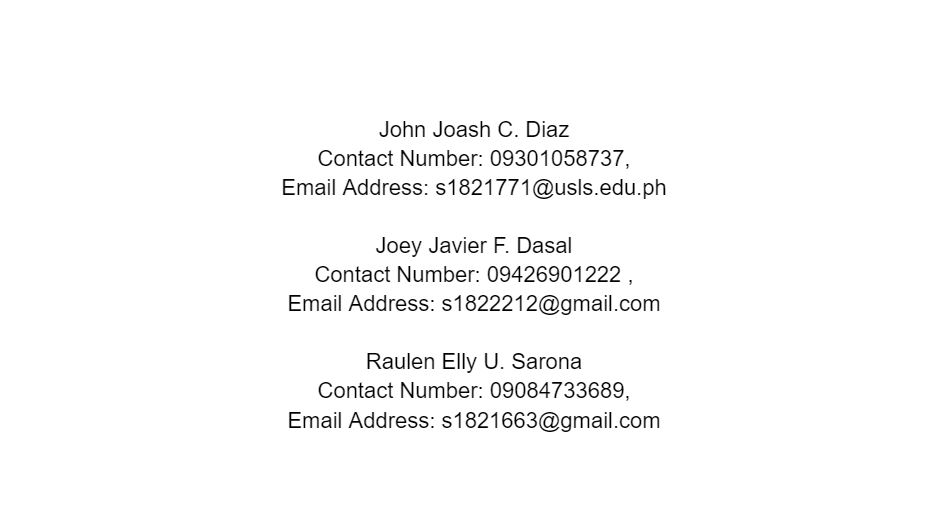 John Joash C. Diaz
Contact Number: 09301058737,
Email Address: s1821771@usls.edu.ph
Joey Javier F. Dasal
Contact Number: 09426901222 ,
Email Address: s1822212@gmail.com
Raulen Elly U. Sarona
Contact Number: 09084733689,
Email Address: s1821663@gmail.com